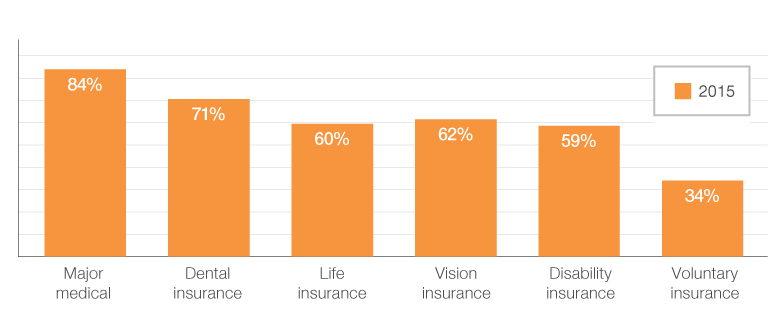 2015
84%
71%
60%
62%
59%
34%
Major
medical
Dental
insurance
Life
insurance
Vision
insurance
Disability
insurance
Voluntary
insurance